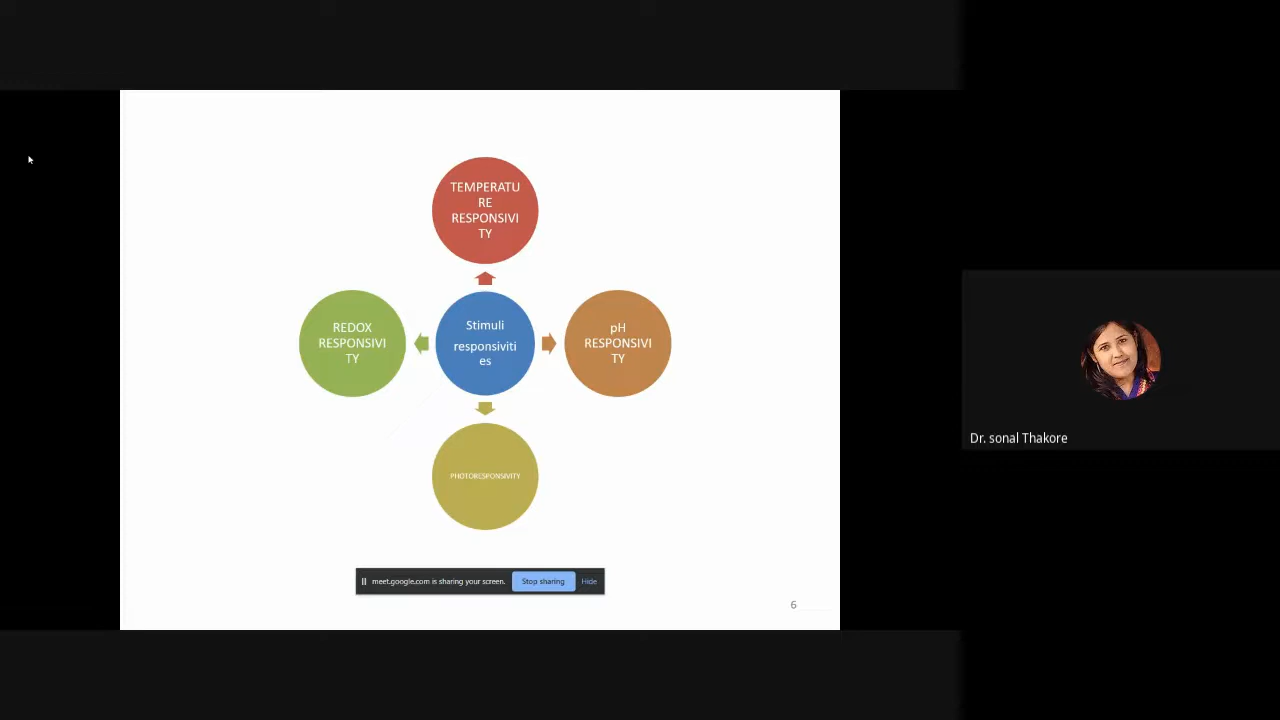 TEMPERATU
RE
RESPONSIVI
TY
REDOX
RESPONSIVI
TY
Stimuli
responsiviti
es
pH
RESPONSIVI
TY
PHOTORESPONSIVITY
meet.google.com is sharing your screen.
Stop sharing
Hide
6
Dr. sonal Thakore